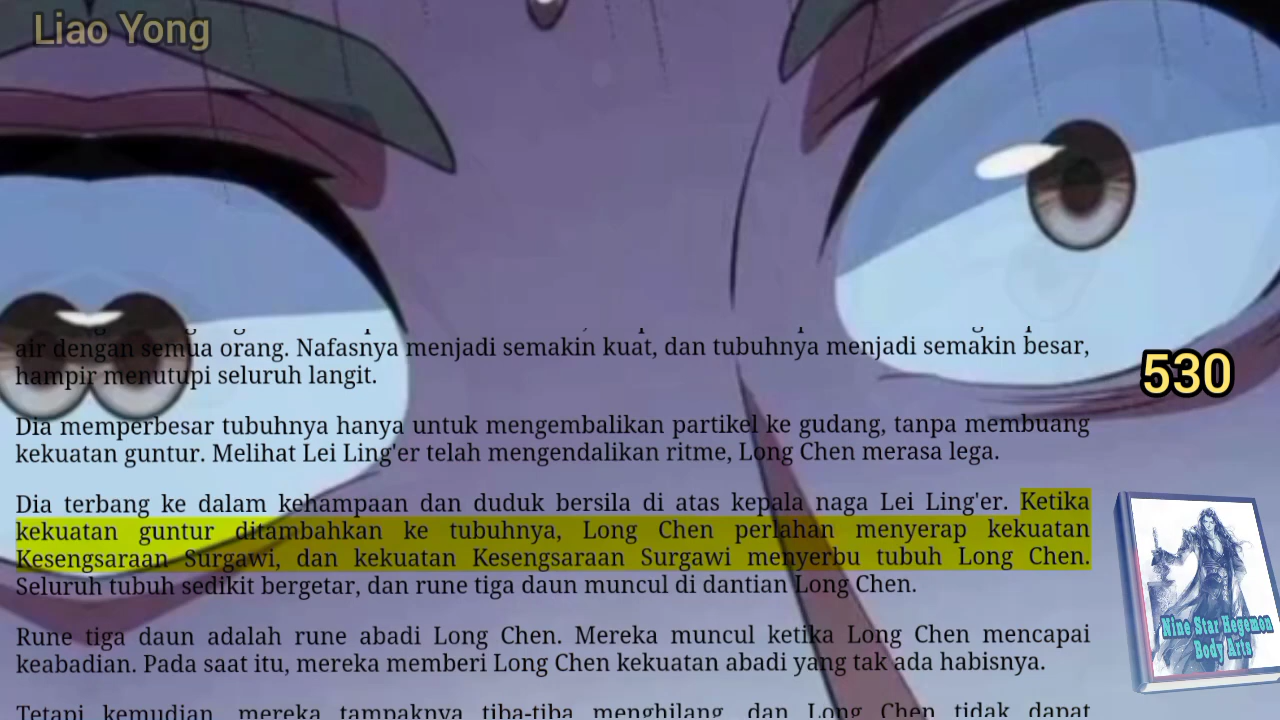 Liao Yong
air dengan semua orang. Nafasnya menjadi semakin kuat, dan tubuhnya menjadi semakin besar,
hampir menutupi seluruh langit.
530
Dia memperbesar tubuhnya hanya untuk mengembalikan partikel ke gudang, tanpa membuang
kekuatan guntur. Melihat Lei Ling'er telah mengendalikan ritme, Long Chen merasa lega.
Dia terbang ke dalam kehampaan dan duduk bersila di atas kepala naga Lei Ling'er. Ketika
kekuatan guntur ditambahkan ke tubuhnya, Long Chen perlahan menyerap kekuatan
Kesengsaraan Surgawi, dan kekuatan Kesengsaraan Surgawi menyerbu tubuh Long Chen.
Seluruh tubuh sedikit bergetar, dan rune tiga daun muncul di dantian Long Chen.
Rune tiga daun adalah rune abadi Long Chen. Mereka muncul ketika Long Chen mencapai
keabadian. Pada saat itu, mereka memberi Long Chen kekuatan abadi yang tak ada habisnya.
Nine Star Hegemon
Body Arts
Tetapi kemudian, mereka tampaknya tiba-tiba menghilang, dan Long Chen tidak dapat